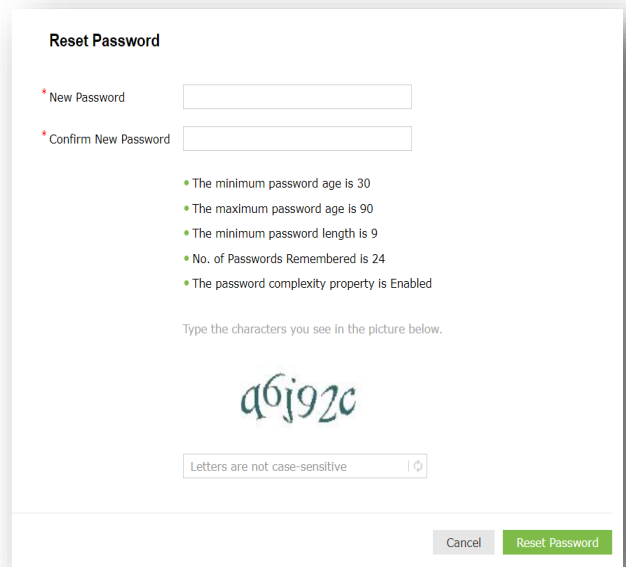 Reset Password
* New Password
* Confirm New Password
• The minimum password age is 30
• The maximum password age is 90
• The minimum password length is 9
• No. of Passwords Remembered is 24
• The password complexity property is Enabled
Type the characters you see in the picture below.
q6j92c
Letters are not case-sensitive
Cancel Reset Password